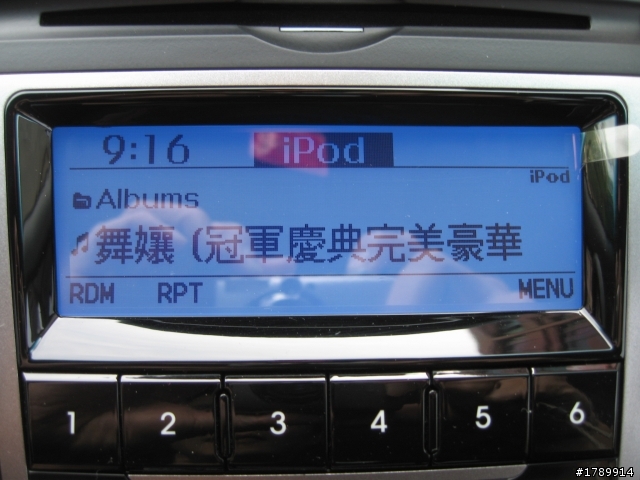 9:16 iPod
iPod
Albums
舞孃 (冠軍慶典完美豪華
RDM RPT MENU
1 2 3 4 5 6
#1789914